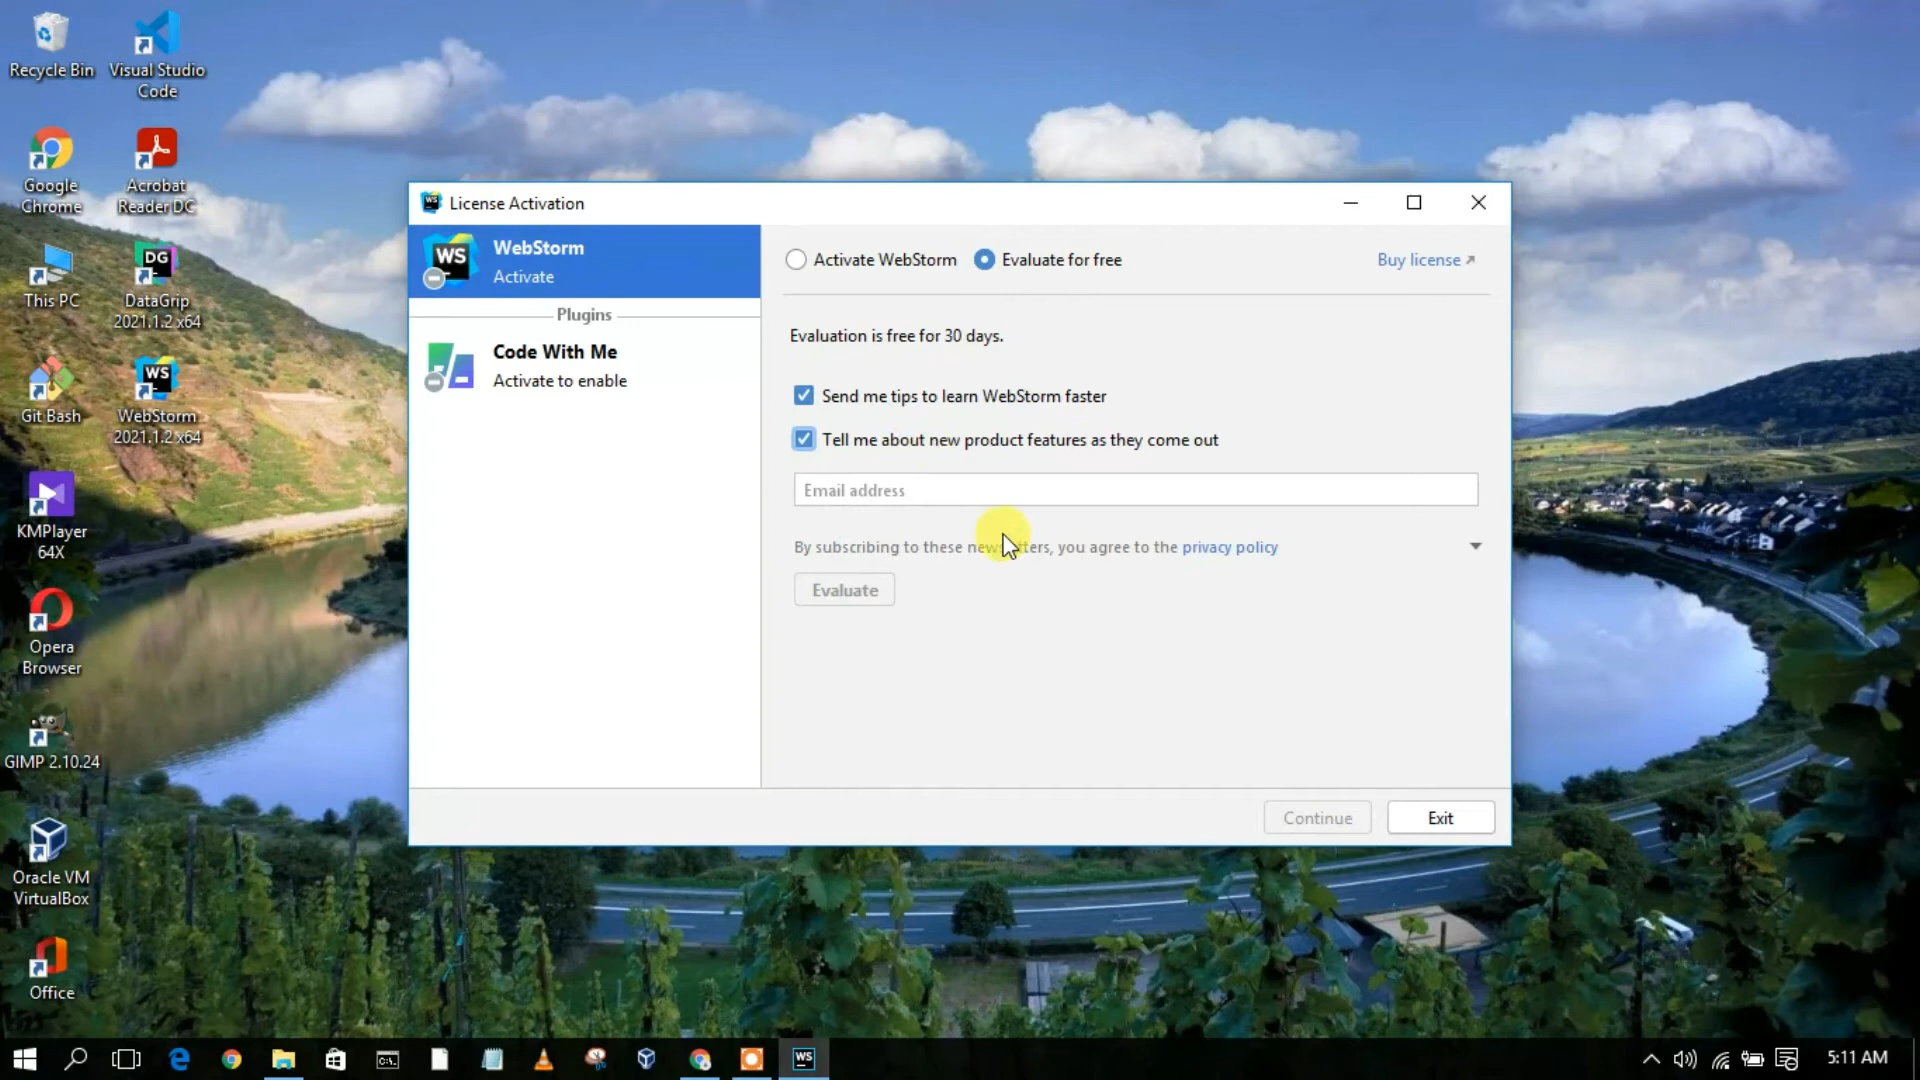 Recycle Bin
Visual Studio
Code
Google
Chrome
Acrobat
Reader DC
This PC
DG
DataGrip
2021.1.2 x64
Git Bash
WS
WebStorm
2021.1.2 x64
KMPlayer
64X
Opera
Browser
GIMP 2.10.24
Oracle VM
VirtualBox
Office
WS
License Activation
WS
WebStorm
Activate
Plugins
Code With Me
Activate to enable
Activate WebStorm
Evaluate for free
Buy license
Evaluation is free for 30 days.
Send me tips to learn WebStorm faster
Tell me about new product features as they come out
Email address
By subscribing to these newsletters, you agree to the privacy policy
Evaluate
Continue
Exit
C:\
WS
5:11 AM